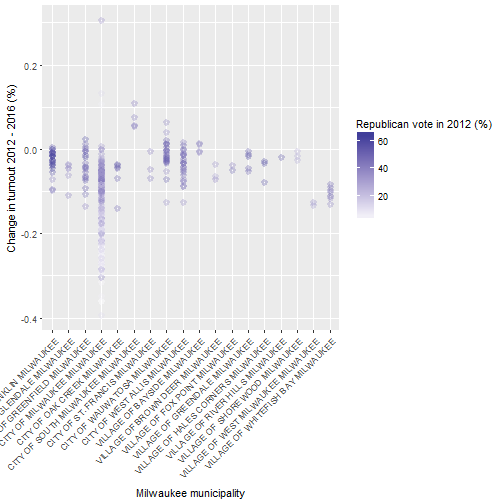 Change in turnout 2012 - 2016 (%)
0.2
0.0
-0.2
-0.4
NKLIN MILWAUKEE
GLENDALE MILWAUKEE
OF GREENFIELD MILWAUKEE
CITY OF MILWAUKEE MILWAUKEE
CITY OF OAK CREEK MILWAUKEE
CITY OF SOUTH MILWAUKEE MILWAUKEE
CITY OF ST. FRANCIS MILWAUKEE
CITY OF WAUWATOSA MILWAUKEE
CITY OF WEST ALLIS MILWAUKEE
VILLAGE OF BAYSIDE MILWAUKEE
VILLAGE OF BROWN DEER MILWAUKEE
VILLAGE OF FOX POINT MILWAUKEE
VILLAGE OF GREENDALE MILWAUKEE
VILLAGE OF HALES CORNERS MILWAUKEE
VILLAGE OF RIVER HILLS MILWAUKEE
VILLAGE OF SHOREWOOD MILWAUKEE
VILLAGE OF WEST MILWAUKEE MILWAUKEE
VILLAGE OF WHITEFISH BAY MILWAUKEE
Milwaukee municipality
Republican vote in 2012 (%)
60
40
20